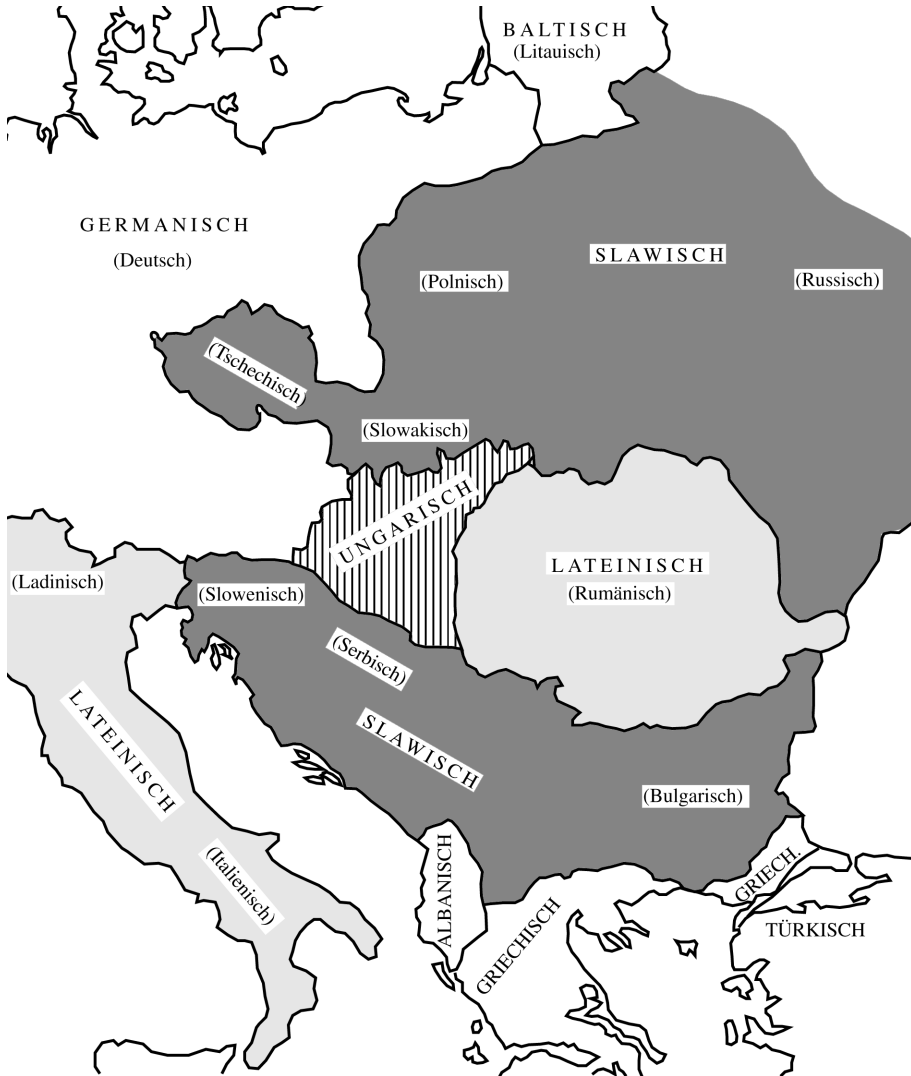 BALTISCH
(Litauisch)
GERMANISCH
(Deutsch)
SLAWISCH
(Polnisch)
(Russisch)
(Tschechisch)
(Slowakisch)
UNGARISCH
LATEINISCH
(Rumänisch)
(Ladinisch)
(Slowenisch)
(Serbisch)
LATEINISCH
SLAWISCH
(Bulgarisch)
(Italienisch)
ALBANISCH
GRIECH.
GRIECHISCH
TÜRKISCH